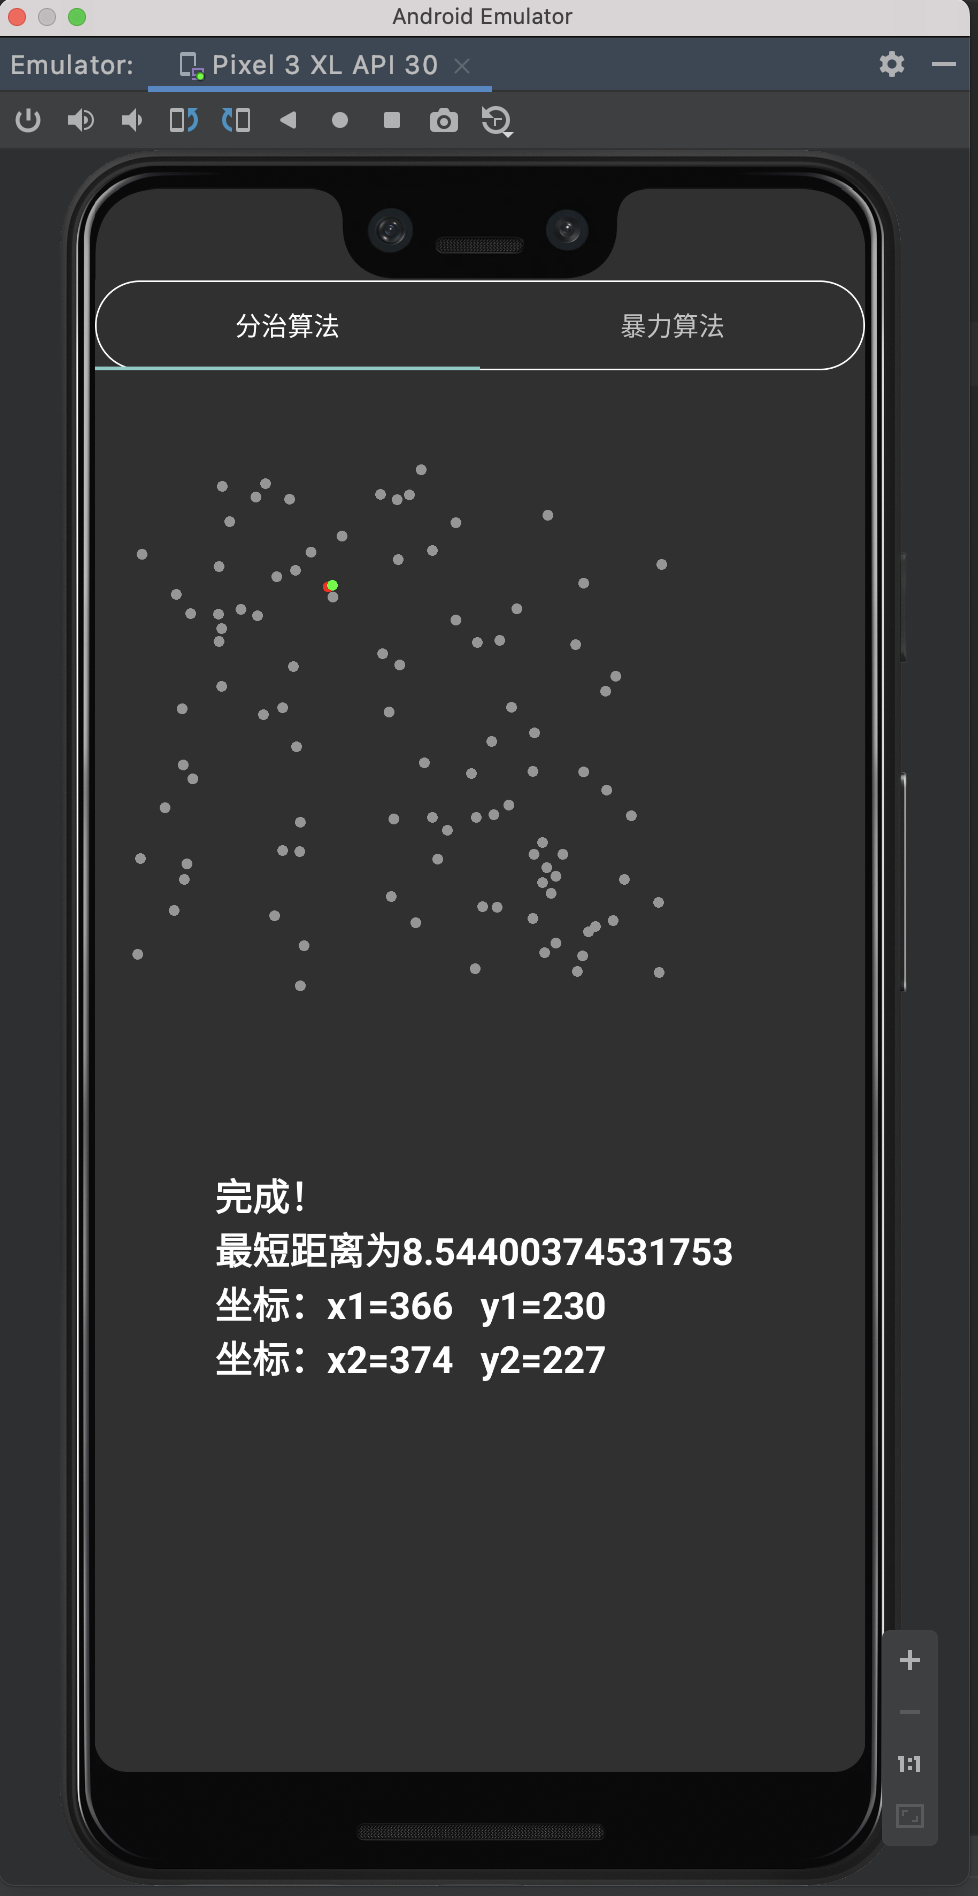 Android Emulator
Emulator: Pixel 3 XL API 30
分治算法 暴力算法
完成！
最短距离为8.54400374531753
坐标：x1=366 y1=230
坐标：x2=374 y2=227
1:1